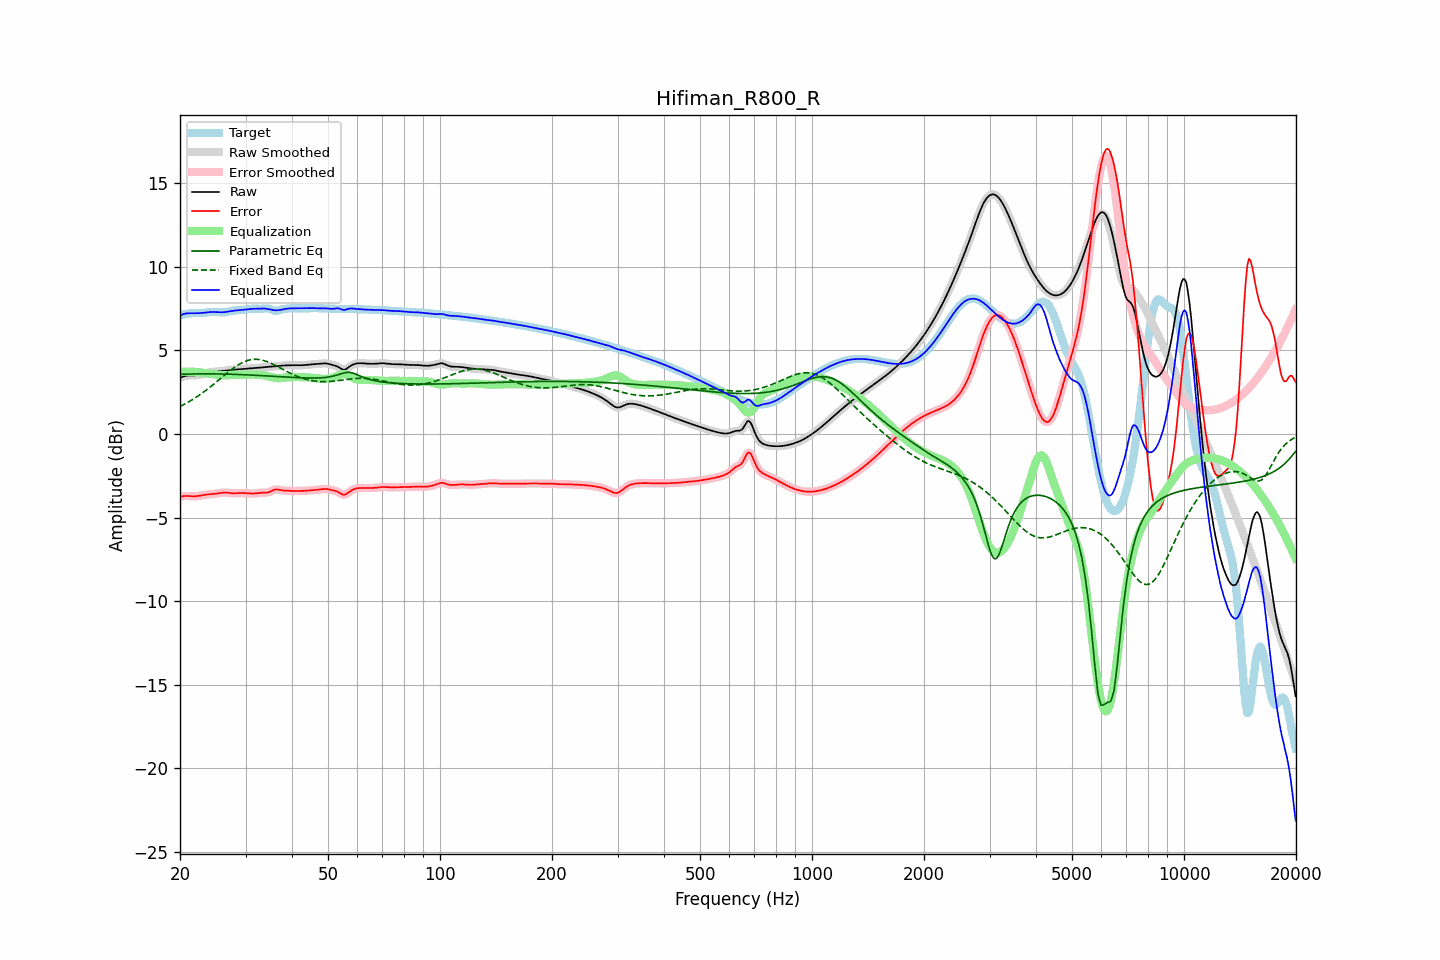 Hifiman_R800_R
Target
Raw Smoothed
Error Smoothed
Raw
Error
Equalization
Parametric Eq
Fixed Band Eq
Equalized
Amplitude (dBr)
15
10
5
0
−5
−10
−15
−20
−25
20 50 100 200 500 1000 2000 5000 10000 20000
Frequency (Hz)